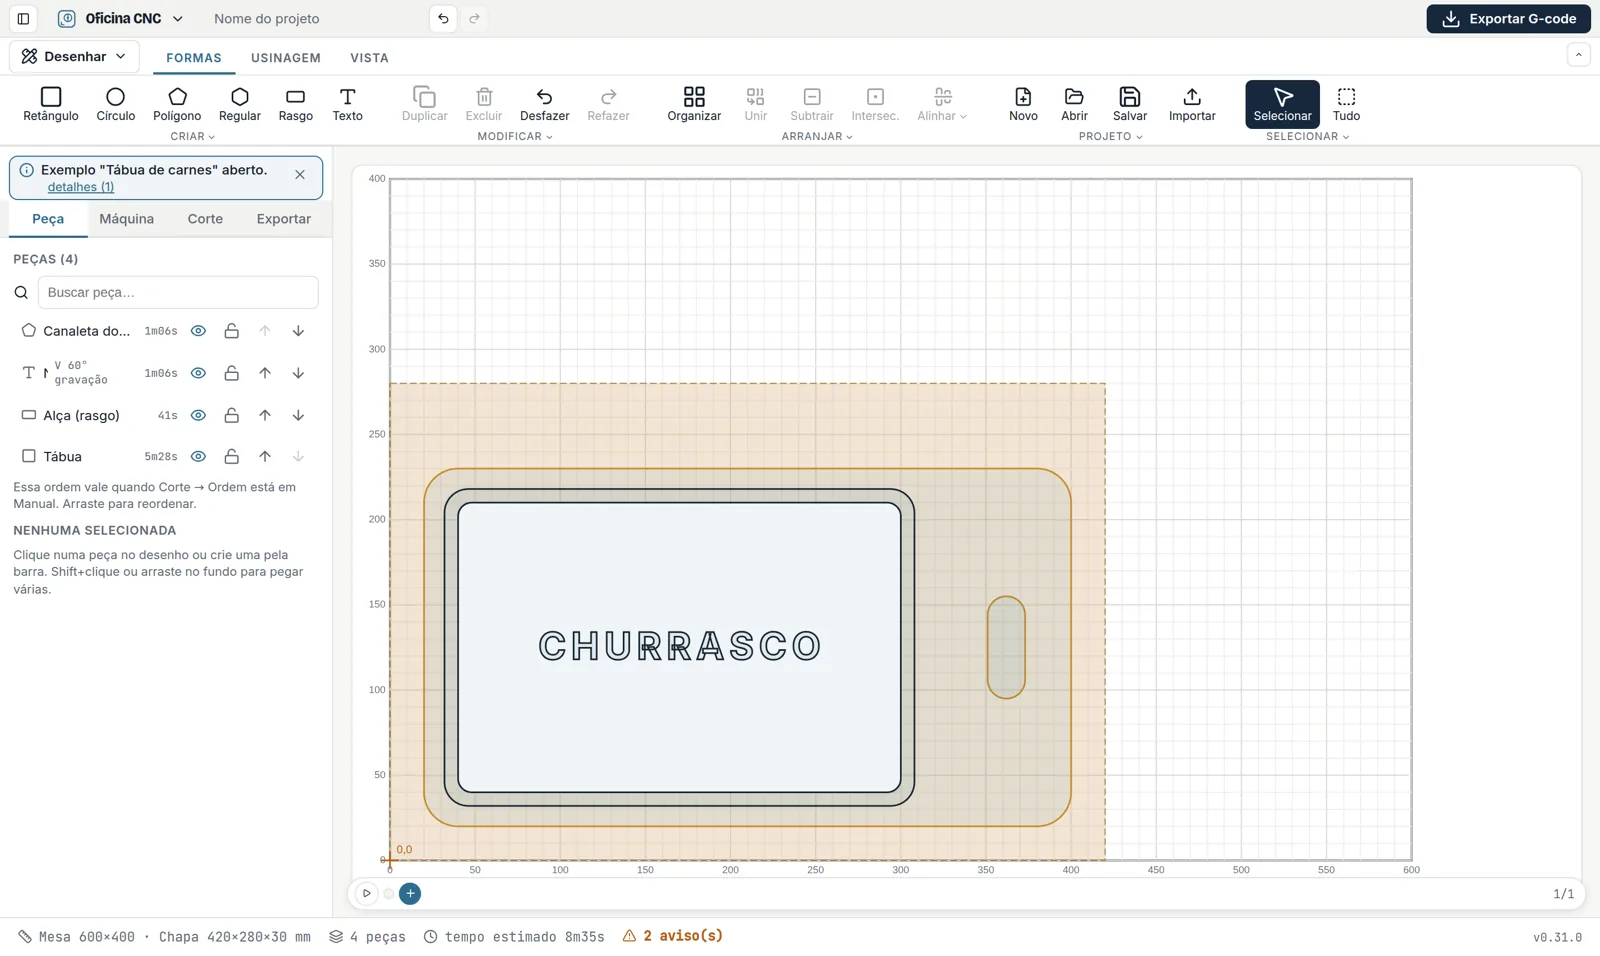 Oficina CNC
Nome do projeto
Exportar G-code
Desenhar
FORMAS
USINAGEM
VISTA
Retângulo
Círculo
Polígono
Regular
Rasgo
Texto
Duplicar
Excluir
Desfazer
Refazer
Organizar
Unir
Subtrair
Intersec.
Alinhar
Novo
Abrir
Salvar
Importar
Selecionar
Tudo
CRIAR
MODIFICAR
ARRANJAR
PROJETO
SELECIONAR
Exemplo "Tábua de carnes" aberto.
detalhes (1)
Peça
Máquina
Corte
Exportar
PEÇAS (4)
Buscar peça…
Canaleta do… 1m06s
V 60°
gravação
1m06s
Alça (rasgo) 41s
Tábua 5m28s
Essa ordem vale quando Corte → Ordem está em
Manual. Arraste para reordenar.
NENHUMA SELECIONADA
Clique numa peça no desenho ou crie uma pela
barra. Shift+clique ou arraste no fundo para pegar
várias.
400
350
300
250
200
150
100
50
0
CHURRASCO
0,0
0
50
100
150
200
250
300
350
400
450
500
550
600
1/1
Mesa 600×400 · Chapa 420×280×30 mm
4 peças
tempo estimado 8m35s
2 aviso(s)
v0.31.0